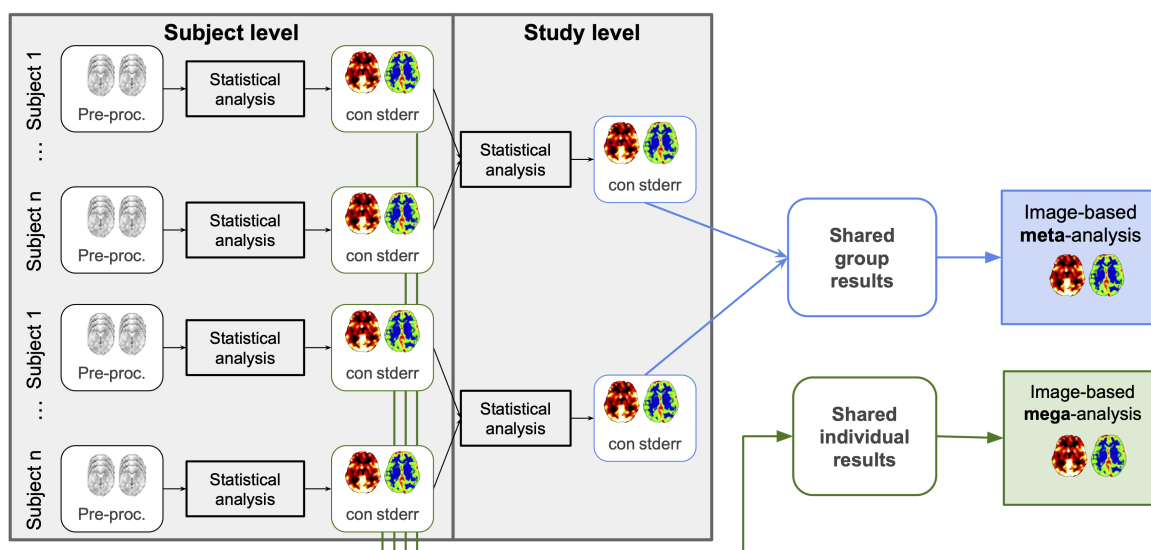 Subject level
Study level
Subject 1
Pre-proc.
Statistical
analysis
con stderr
...
Subject n
Pre-proc.
Statistical
analysis
con stderr
Statistical
analysis
con stderr
Subject 1
Pre-proc.
Statistical
analysis
con stderr
...
Subject n
Pre-proc.
Statistical
analysis
con stderr
Statistical
analysis
con stderr
Shared
group
results
Image-based
meta-analysis
Shared
individual
results
Image-based
mega-analysis